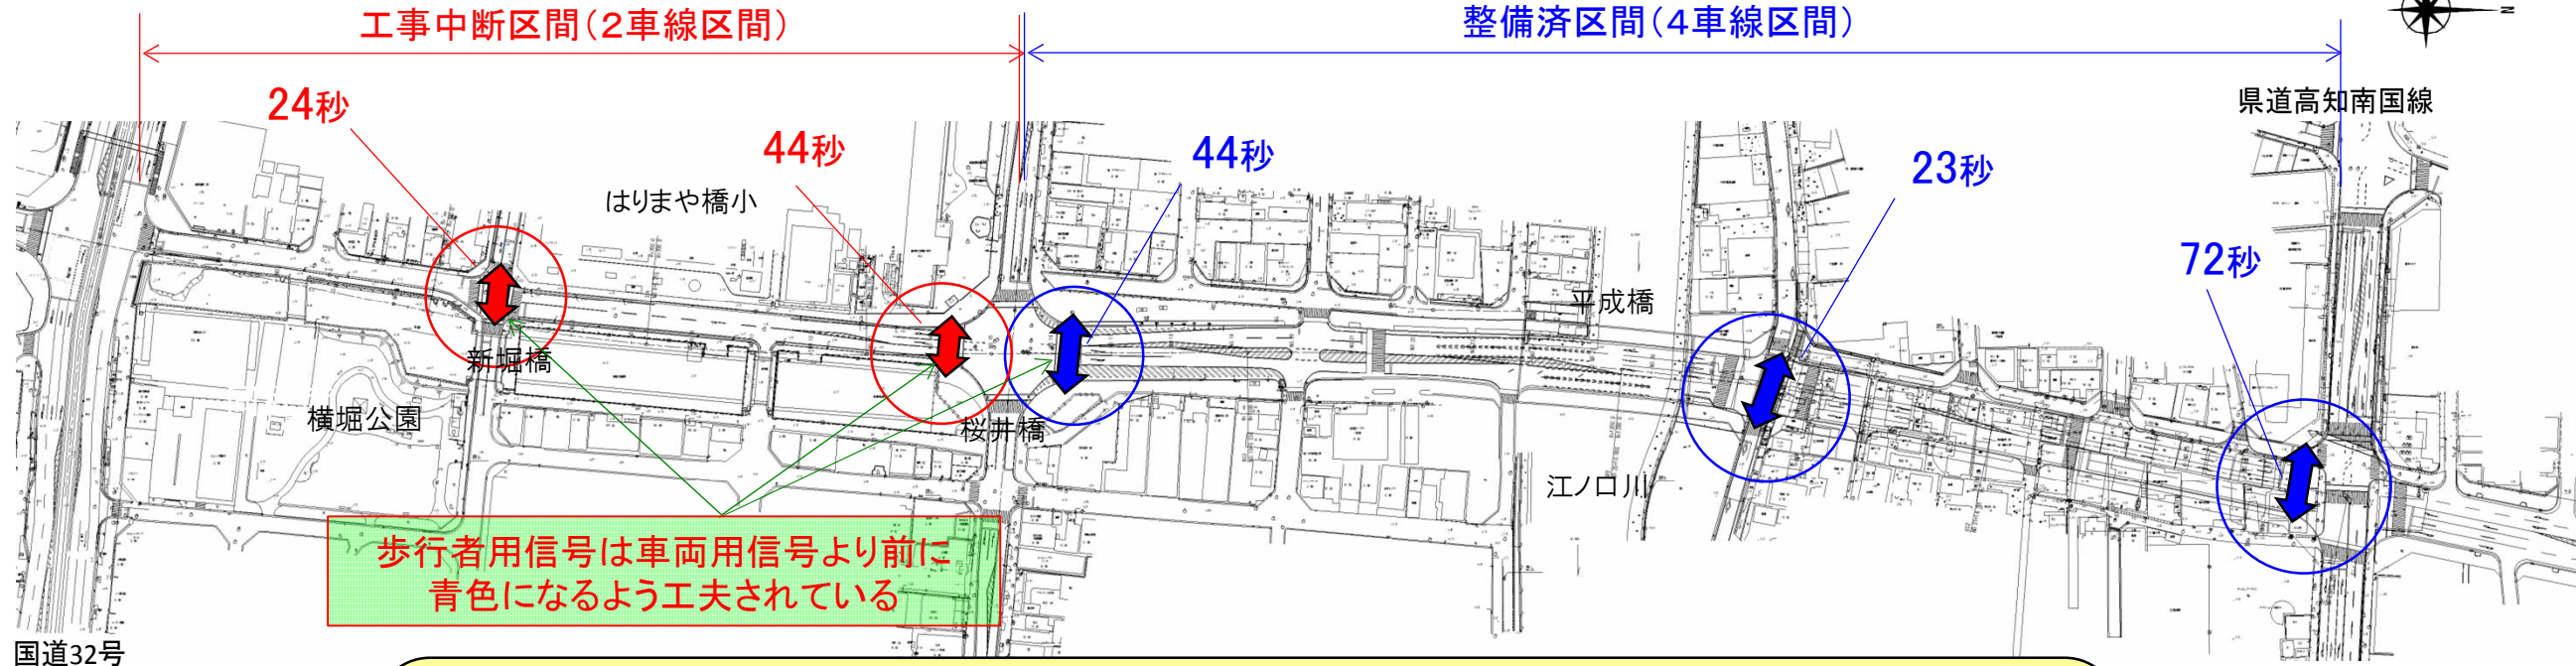 工事中断区間(2車線区間)
整備済区間(4車線区間)
N
県道高知南国線
24秒
44秒
44秒
23秒
72秒
はりまや橋小
平成橋
新堀橋
横堀公園
桜井橋
江ノ口川
歩行者用信号は車両用信号より前に
青色になるよう工夫されている
国道32号